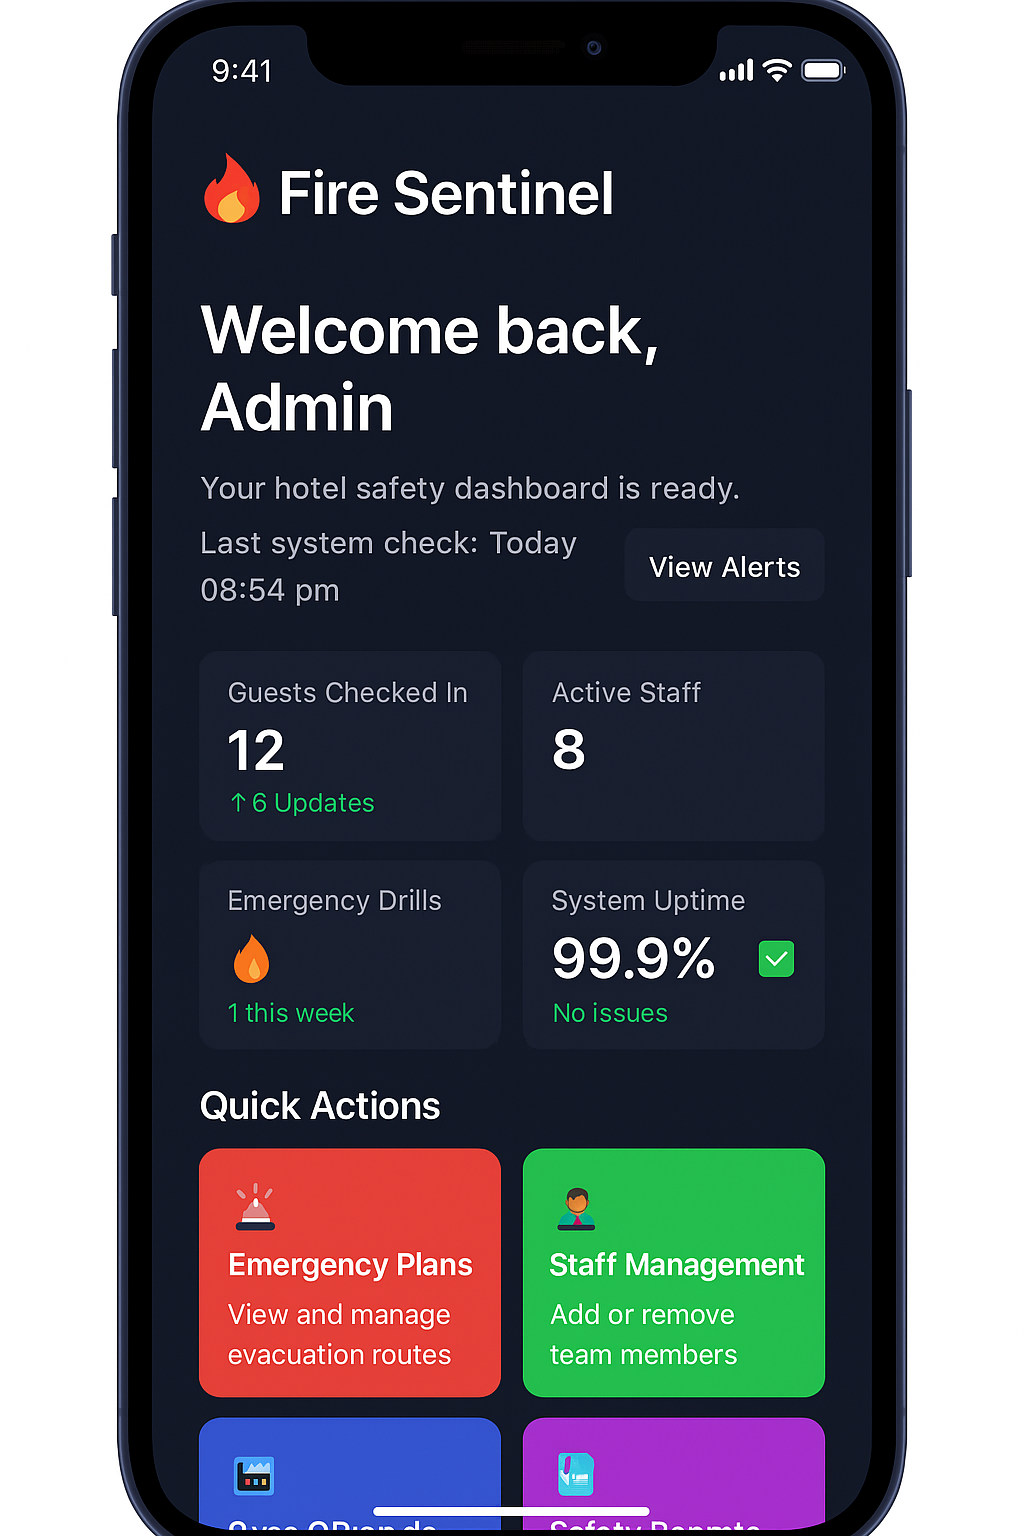 9:41
Fire Sentinel
Welcome back,
Admin
Your hotel safety dashboard is ready.
Last system check: Today
08:54 pm
View Alerts
Guests Checked In
12
↑ 6 Updates
Active Staff
8
Emergency Drills
1 this week
System Uptime
99.9%
No issues
Quick Actions
Emergency Plans
View and manage
evacuation routes
Staff Management
Add or remove
team members
Safety